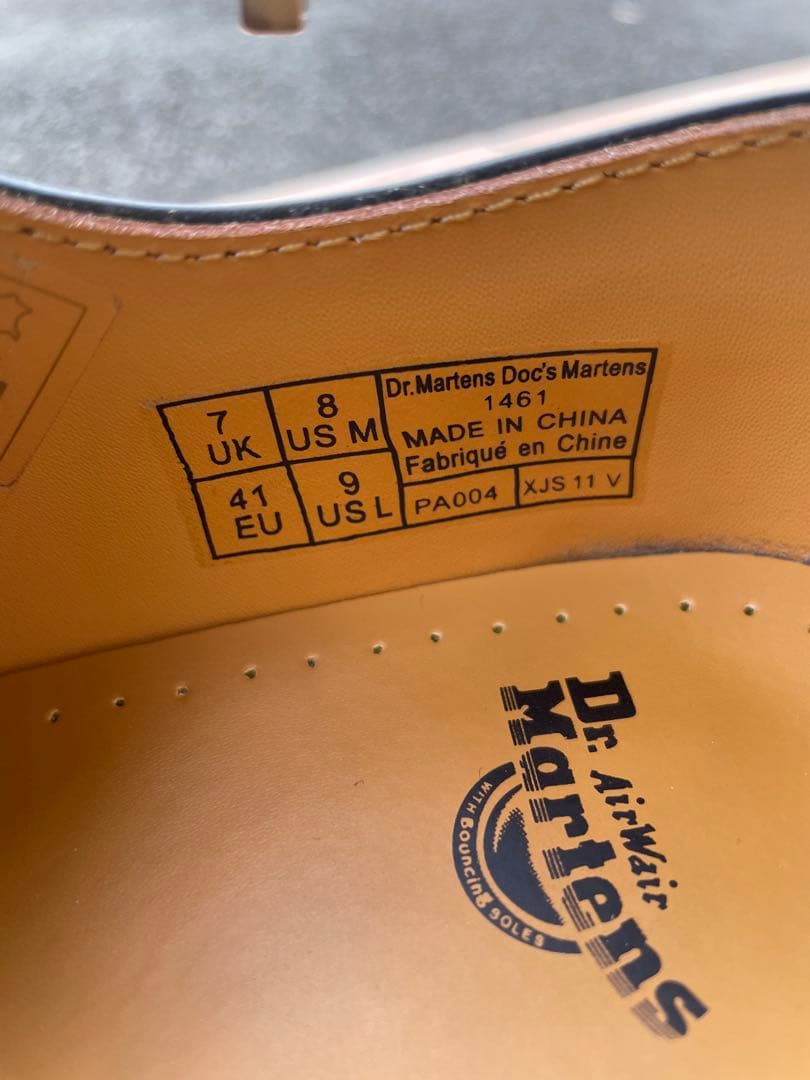 7
UK
8
US M
41
EU
9
US L
Dr.Martens Doc's Martens
1461
MADE IN CHINA
Fabriqué en Chine
PA004
XJS 11 V
Dr. AirWair
Martens
WITH Bouncing SOLES